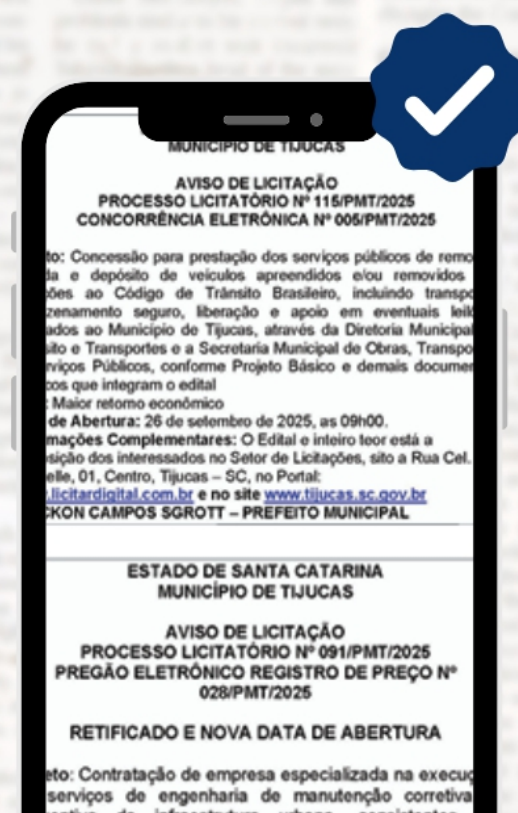 MUNICÍPIO DE TIJUCAS
AVISO DE LICITAÇÃO
PROCESSO LICITATÓRIO Nº 115/PMT/2025
CONCORRÊNCIA ELETRÔNICA Nº 005/PMT/2025
to: Concessão para prestação dos serviços públicos de remo
da e depósito de veículos apreendidos e/ou removidos
ões ao Código de Trânsito Brasileiro, incluindo transpo
zenamento seguro, liberação e apoio em eventuais leil
ados ao Município de Tijucas, através da Diretoria Municipal
sito e Transportes e a Secretaria Municipal de Obras, Transpo
rviços Públicos, conforme Projeto Básico e demais documen
cos que integram o edital
: Maior retorno econômico
de Abertura: 26 de setembro de 2025, as 09h00.
mações Complementares: O Edital e inteiro teor está a
sição dos interessados no Setor de Licitações, sito a Rua Cel.
elle, 01, Centro, Tijucas – SC, no Portal:
.licitardigital.com.br e no site www.tijucas.sc.gov.br
CKON CAMPOS SGROTT – PREFEITO MUNICIPAL
ESTADO DE SANTA CATARINA
MUNICÍPIO DE TIJUCAS
AVISO DE LICITAÇÃO
PROCESSO LICITATÓRIO Nº 091/PMT/2025
PREGÃO ELETRÔNICO REGISTRO DE PREÇO Nº
028/PMT/2025
RETIFICADO E NOVA DATA DE ABERTURA
eto: Contratação de empresa especializada na execuç
serviços de engenharia de manutenção corretiva